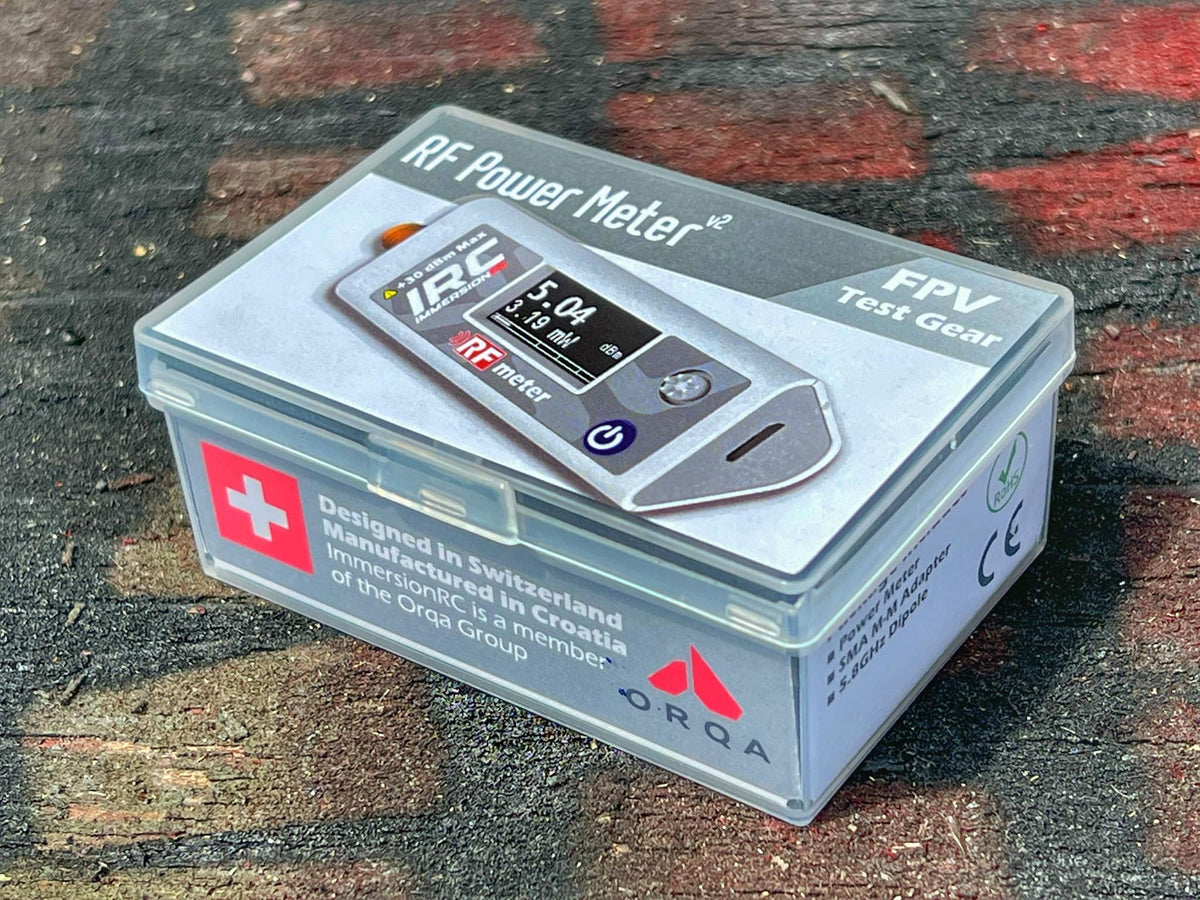 RF Power Meter v2
FPV
Test Gear
+30 dBm Max
IRC
IMMERSION
RF meter
5.04
dBm
3.19 mW
Designed in Switzerland
Manufactured in Croatia
ImmersionRC is a member
of the Orqa Group
ORQA
RoHS
CE
Power Meter
SMA M-M Adapter
5.8GHz Dipole